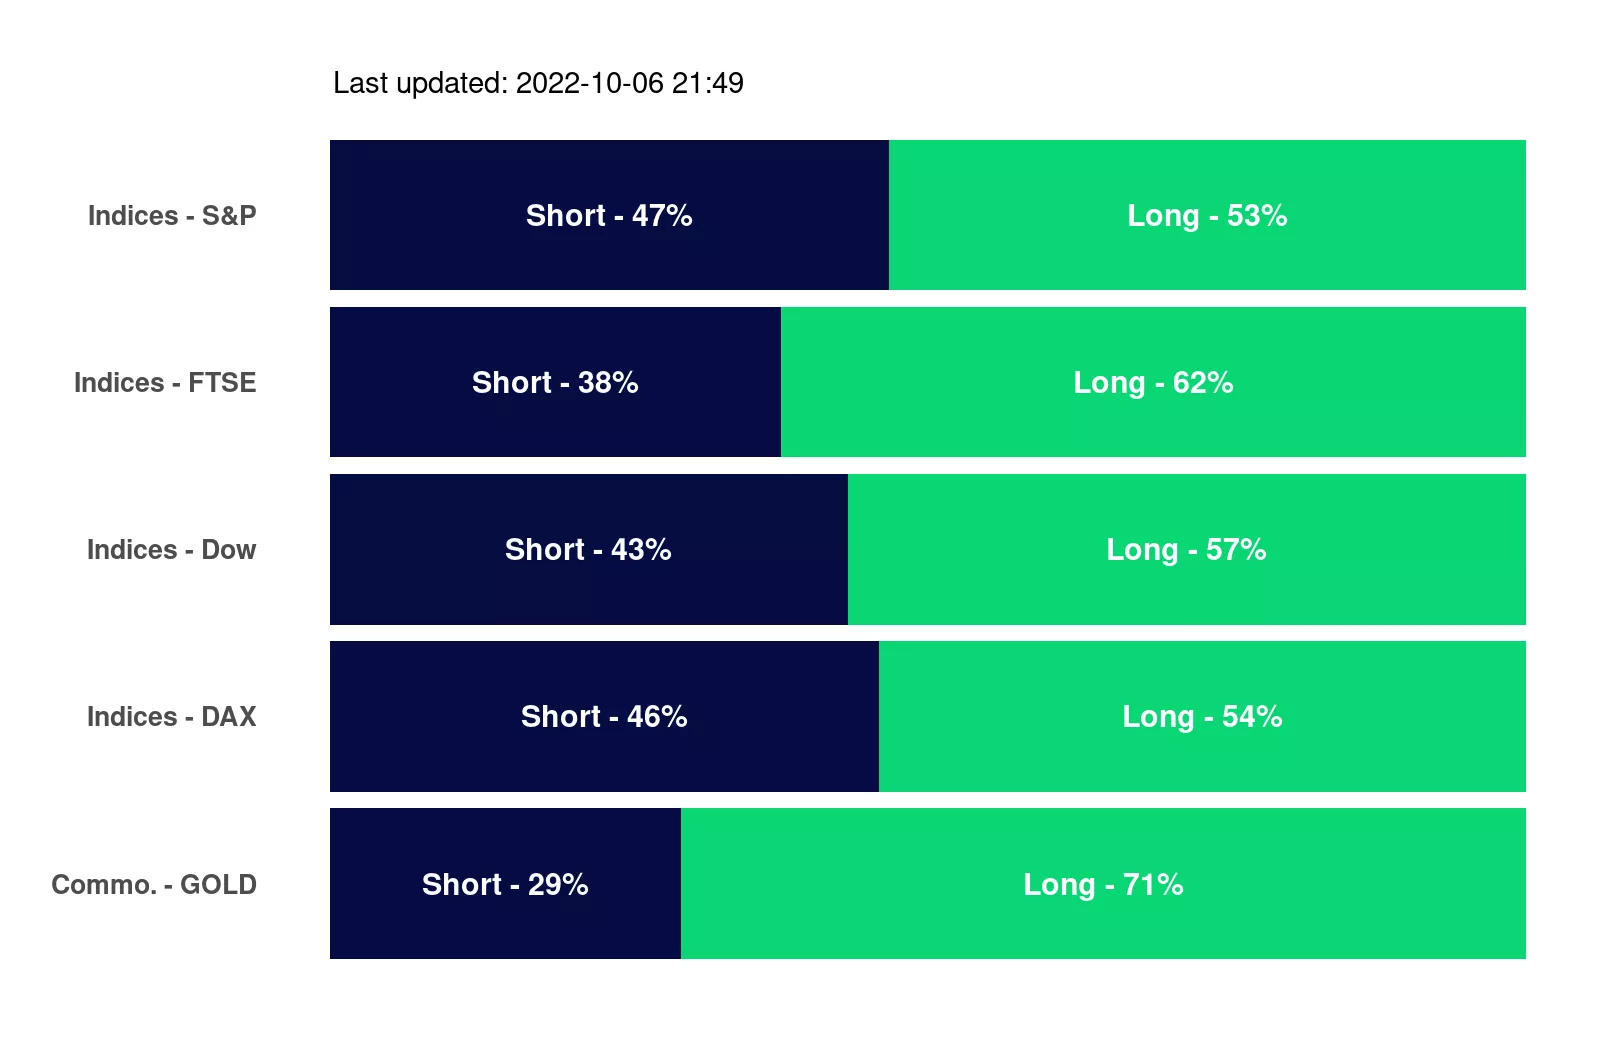 Last updated: 2022-10-06 21:49
Indices - S&P Short - 47% Long - 53%
Indices - FTSE Short - 38% Long - 62%
Indices - Dow Short - 43% Long - 57%
Indices - DAX Short - 46% Long - 54%
Commo. - GOLD Short - 29% Long - 71%